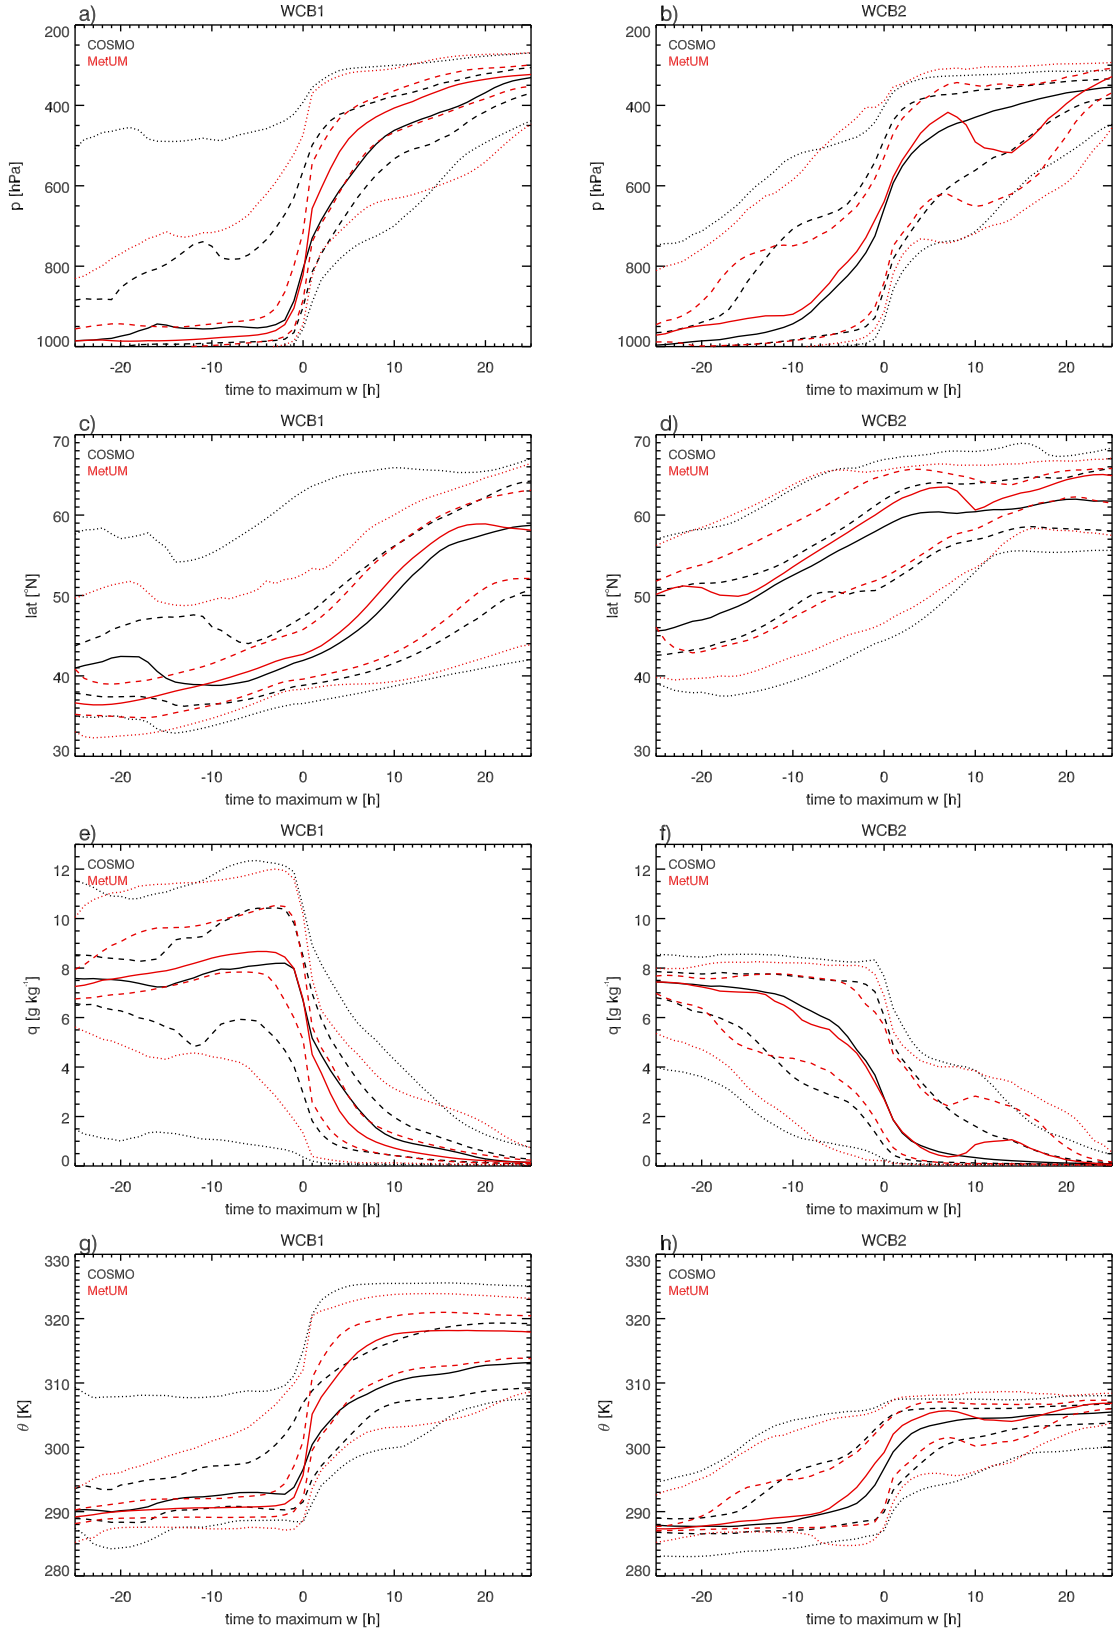 a) WCB1
COSMO
MetUM
200
400
600
800
1000
p [hPa]
-20 -10 0 10 20
time to maximum w [h]
b) WCB2
COSMO
MetUM
200
400
600
800
1000
p [hPa]
-20 -10 0 10 20
time to maximum w [h]
c) WCB1
COSMO
MetUM
70
60
50
40
30
lat [°N]
-20 -10 0 10 20
time to maximum w [h]
d) WCB2
COSMO
MetUM
70
60
50
40
30
lat [°N]
-20 -10 0 10 20
time to maximum w [h]
e) WCB1
COSMO
MetUM
12
10
8
6
4
2
0
q [g kg⁻¹]
-20 -10 0 10 20
time to maximum w [h]
f) WCB2
COSMO
MetUM
12
10
8
6
4
2
0
q [g kg⁻¹]
-20 -10 0 10 20
time to maximum w [h]
g) WCB1
COSMO
MetUM
330
320
310
300
290
280
θ [K]
-20 -10 0 10 20
time to maximum w [h]
h) WCB2
COSMO
MetUM
330
320
310
300
290
280
θ [K]
-20 -10 0 10 20
time to maximum w [h]